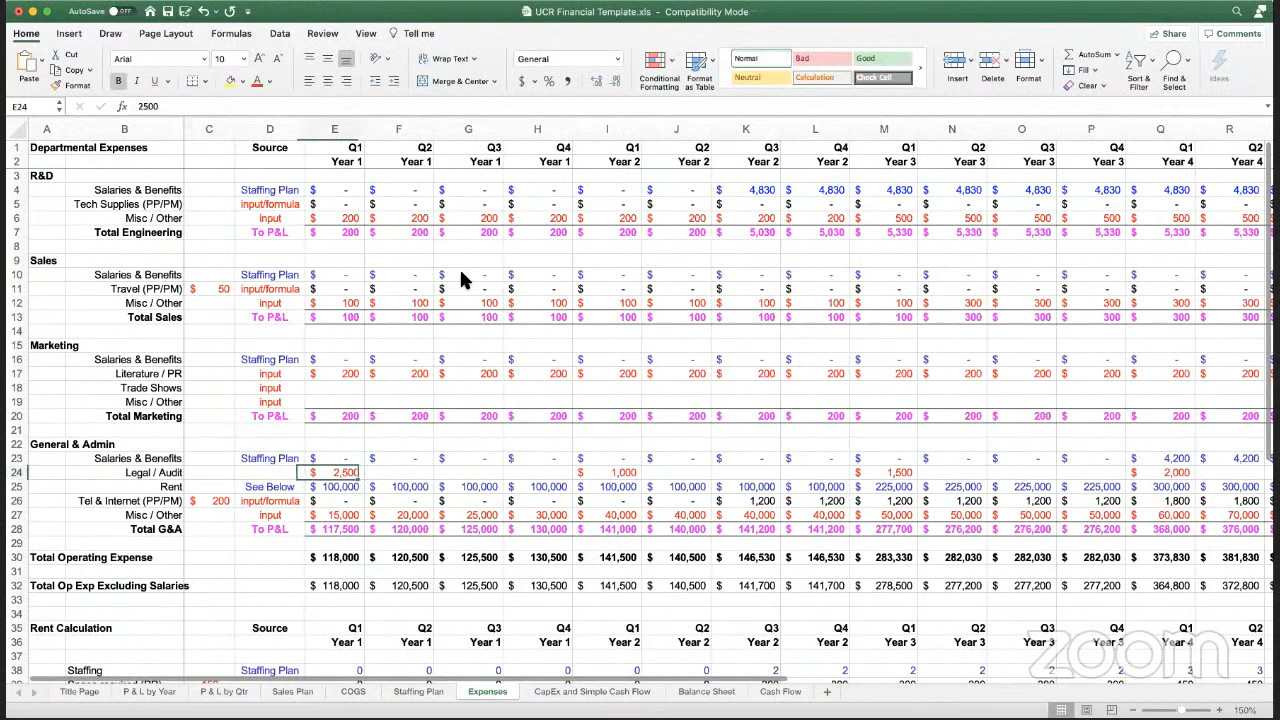 AutoSave OFF UCR Financial Template.xls - Compatibility Mode
Home Insert Draw Page Layout Formulas Data Review View Tell me Share Comments
Cut Arial 10 Wrap Text General Normal Bad Good AutoSum
Copy Fill
Paste Format B I U A Merge & Center $ % Conditional Formatting Format as Table Neutral Calculation Check Cell Insert Delete Format Clear Sort & Filter Find & Select Ideas
E24 fx 2500
A B C D E F G H I J K L M N O P Q R
1 Departmental Expenses Source Q1 Q2 Q3 Q4 Q1 Q2 Q3 Q4 Q1 Q2 Q3 Q4 Q1 Q2
2 Year 1 Year 1 Year 1 Year 1 Year 2 Year 2 Year 2 Year 2 Year 3 Year 3 Year 3 Year 3 Year 4 Year 4
3 R&D
4 Salaries & Benefits Staffing Plan $ - $ - $ - $ - $ - $ - $ 4,830 $ 4,830 $ 4,830 $ 4,830 $ 4,830 $ 4,830 $ 4,830 $ 4,830
5 Tech Supplies (PP/PM) input/formula $ - $ - $ - $ - $ - $ - $ - $ - $ - $ - $ - $ - $ - $ -
6 Misc / Other input $ 200 $ 200 $ 200 $ 200 $ 200 $ 200 $ 200 $ 200 $ 500 $ 500 $ 500 $ 500 $ 500 $ 500
7 Total Engineering To P&L $ 200 $ 200 $ 200 $ 200 $ 200 $ 200 $ 5,030 $ 5,030 $ 5,330 $ 5,330 $ 5,330 $ 5,330 $ 5,330 $ 5,330
8
9 Sales
10 Salaries & Benefits Staffing Plan $ - $ - $ - $ - $ - $ - $ - $ - $ - $ - $ - $ - $ - $ -
11 Travel (PP/PM) $ 50 input/formula $ - $ - $ - $ - $ - $ - $ - $ - $ - $ - $ - $ - $ - $ -
12 Misc / Other input $ 100 $ 100 $ 100 $ 100 $ 100 $ 100 $ 100 $ 100 $ 100 $ 300 $ 300 $ 300 $ 300 $ 300
13 Total Sales To P&L $ 100 $ 100 $ 100 $ 100 $ 100 $ 100 $ 100 $ 100 $ 100 $ 300 $ 300 $ 300 $ 300 $ 300
14
15 Marketing
16 Salaries & Benefits Staffing Plan $ - $ - $ - $ - $ - $ - $ - $ - $ - $ - $ - $ - $ - $ -
17 Literature / PR input $ 200 $ 200 $ 200 $ 200 $ 200 $ 200 $ 200 $ 200 $ 200 $ 200 $ 200 $ 200 $ 200 $ 200
18 Trade Shows input
19 Misc / Other input
20 Total Marketing To P&L $ 200 $ 200 $ 200 $ 200 $ 200 $ 200 $ 200 $ 200 $ 200 $ 200 $ 200 $ 200 $ 200 $ 200
21
22 General & Admin
23 Salaries & Benefits Staffing Plan $ - $ - $ - $ - $ - $ - $ - $ - $ - $ - $ - $ - $ 4,200 $ 4,200
24 Legal / Audit $ 2,500 $ 1,000 $ 1,500 $ 2,000
25 Rent See Below $ 100,000 $ 100,000 $ 100,000 $ 100,000 $ 100,000 $ 100,000 $ 100,000 $ 100,000 $ 225,000 $ 225,000 $ 225,000 $ 225,000 $ 300,000 $ 300,000
26 Tel & Internet (PP/PM) $ 200 input/formula $ - $ - $ - $ - $ - $ - $ 1,200 $ 1,200 $ 1,200 $ 1,200 $ 1,200 $ 1,200 $ 1,800 $ 1,800
27 Misc / Other input $ 15,000 $ 20,000 $ 25,000 $ 30,000 $ 40,000 $ 40,000 $ 40,000 $ 40,000 $ 50,000 $ 50,000 $ 50,000 $ 50,000 $ 60,000 $ 70,000
28 Total G&A To P&L $ 117,500 $ 120,000 $ 125,000 $ 130,000 $ 141,000 $ 140,000 $ 141,200 $ 141,200 $ 277,700 $ 276,200 $ 276,200 $ 276,200 $ 368,000 $ 376,000
29
30 Total Operating Expense $ 118,000 $ 120,500 $ 125,500 $ 130,500 $ 141,500 $ 140,500 $ 146,530 $ 146,530 $ 283,330 $ 282,030 $ 282,030 $ 282,030 $ 373,830 $ 381,830
31
32 Total Op Exp Excluding Salaries $ 118,000 $ 120,500 $ 125,500 $ 130,500 $ 141,500 $ 140,500 $ 141,700 $ 141,700 $ 278,500 $ 277,200 $ 277,200 $ 277,200 $ 364,800 $ 372,800
33
34
35 Rent Calculation Source Q1 Q2 Q3 Q4 Q1 Q2 Q3 Q4 Q1 Q2 Q3 Q4 Q1 Q2
36 Year 1 Year 1 Year 1 Year 1 Year 2 Year 2 Year 2 Year 2 Year 3 Year 3 Year 3 Year 3 Year 4 Year 4
37
38 Staffing Staffing Plan 0 0 0 0 0 0 2 2 2 2 2 2 3 3
zoom
Title Page P & L by Year P & L by Qtr Sales Plan COGS Staffing Plan Expenses CapEx and Simple Cash Flow Balance Sheet Cash Flow +
150%